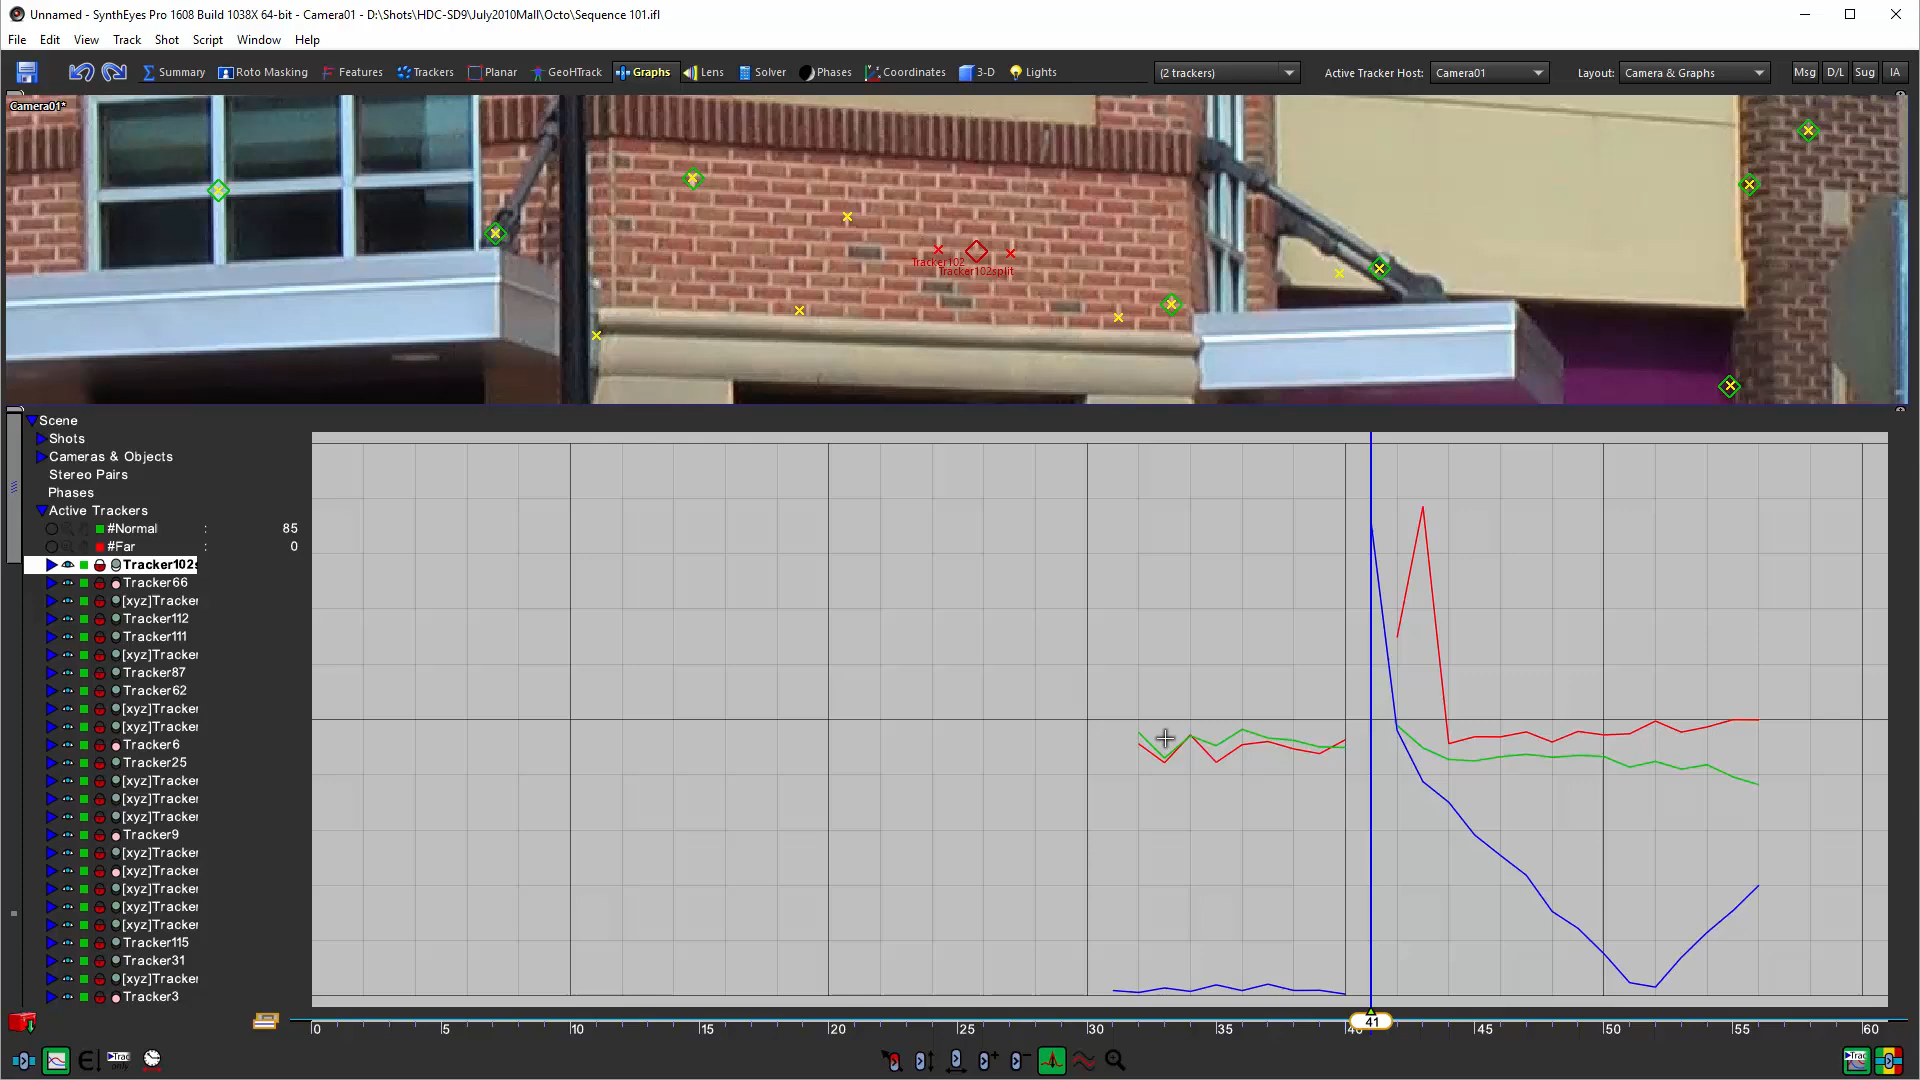 Unnamed - SynthEyes Pro 1608 Build 1038X 64-bit - Camera01 - D:\Shots\HDC-SD9\July2010Mall\Octo\Sequence 101.ifl
File Edit View Track Shot Script Window Help
Summary Roto Masking Features Trackers Planar GeoHTrack Graphs Lens Solver Phases Coordinates 3-D Lights (2 trackers) Active Tracker Host: Camera01 Layout: Camera & Graphs Msg D/L Sug IA
Camera01*
Tracker102
Tracker102split
Scene
Shots
Cameras & Objects
Stereo Pairs
Phases
Active Trackers
#Normal : 85
#Far : 0
Tracker102s
Tracker66
[xyz]Tracker
Tracker112
Tracker111
[xyz]Tracker
Tracker87
Tracker62
[xyz]Tracker
[xyz]Tracker
Tracker6
Tracker25
[xyz]Tracker
[xyz]Tracker
[xyz]Tracker
Tracker9
[xyz]Tracker
[xyz]Tracker
[xyz]Tracker
[xyz]Tracker
[xyz]Tracker
Tracker115
Tracker31
[xyz]Tracker
Tracker3
0 5 10 15 20 25 30 35 41 45 50 55 60
Trac only
Trac